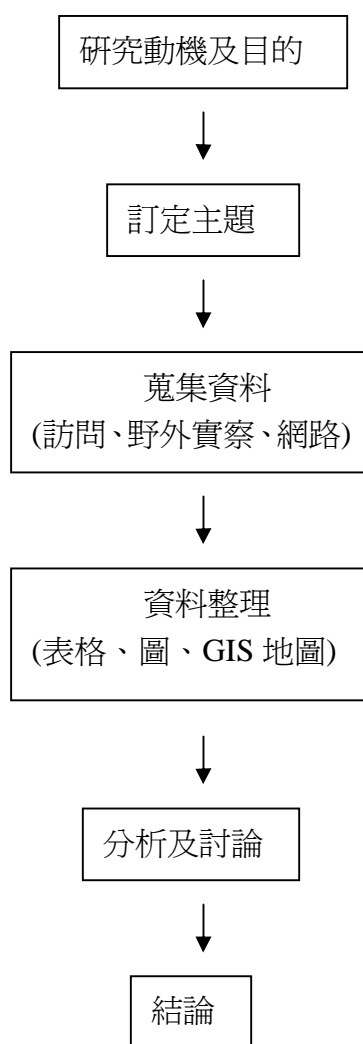 研究動機及目的
訂定主題
蒐集資料
(訪問、野外實察、網路)
資料整理
(表格、圖、GIS 地圖)
分析及討論
結論